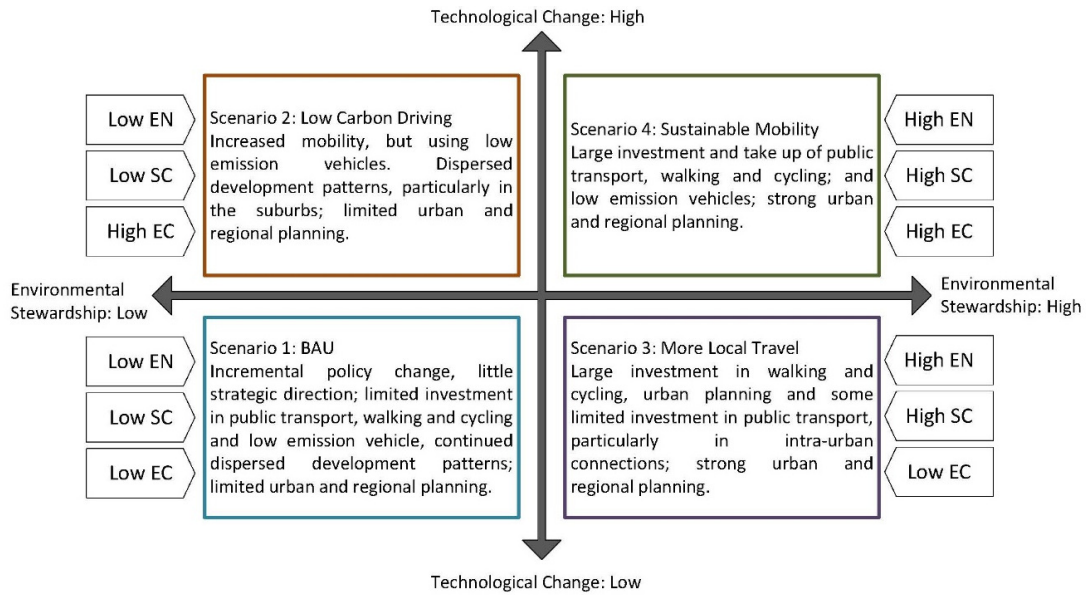 Technological Change: High
Low EN
Low SC
High EC
Scenario 2: Low Carbon Driving
Increased mobility, but using low
emission vehicles. Dispersed
development patterns, particularly in
the suburbs; limited urban and
regional planning.
Scenario 4: Sustainable Mobility
Large investment and take up of public
transport, walking and cycling; and
low emission vehicles; strong urban
and regional planning.
High EN
High SC
High EC
Environmental
Stewardship: Low
Environmental
Stewardship: High
Low EN
Low SC
Low EC
Scenario 1: BAU
Incremental policy change, little
strategic direction; limited investment
in public transport, walking and cycling
and low emission vehicle, continued
dispersed development patterns;
limited urban and regional planning.
Scenario 3: More Local Travel
Large investment in walking and
cycling, urban planning and some
limited investment in public transport,
particularly in intra-urban
connections; strong urban and
regional planning.
High EN
High SC
Low EC
Technological Change: Low